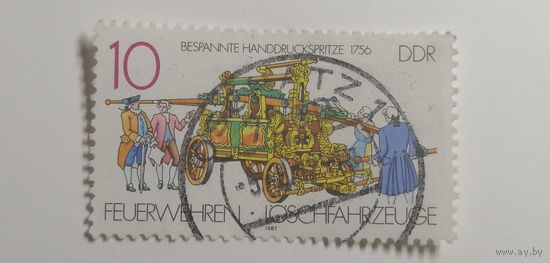 BESPANNTE HANDDRUCKSPRITZE 1756
10
DDR
FEUERWEHREN · LÖSCHFAHRZEUGE
1987
www.ay.by